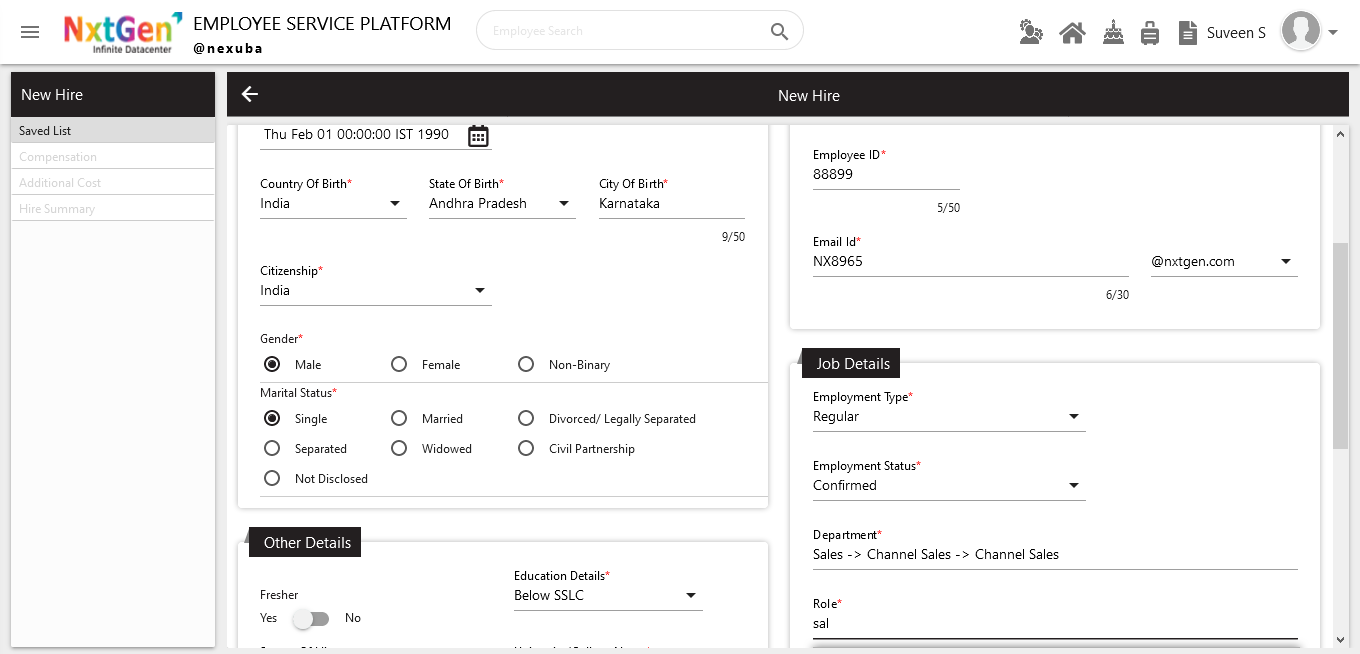 NxtGen
Infinite Datacenter
EMPLOYEE SERVICE PLATFORM
@nexuba
Employee Search
Suveen S
New Hire
Saved List
Compensation
Additional Cost
Hire Summary
New Hire
Thu Feb 01 00:00:00 IST 1990
Country Of Birth* State Of Birth* City Of Birth*
India Andhra Pradesh Karnataka
9/50
Citizenship*
India
Gender*
Male Female Non-Binary
Marital Status*
Single Married Divorced/ Legally Separated
Separated Widowed Civil Partnership
Not Disclosed
Other Details
Education Details*
Below SSLC
Fresher
Yes No
Employee ID*
88899
5/50
Email Id*
NX8965 @nxtgen.com
6/30
Job Details
Employment Type*
Regular
Employment Status*
Confirmed
Department*
Sales -> Channel Sales -> Channel Sales
Role*
sal